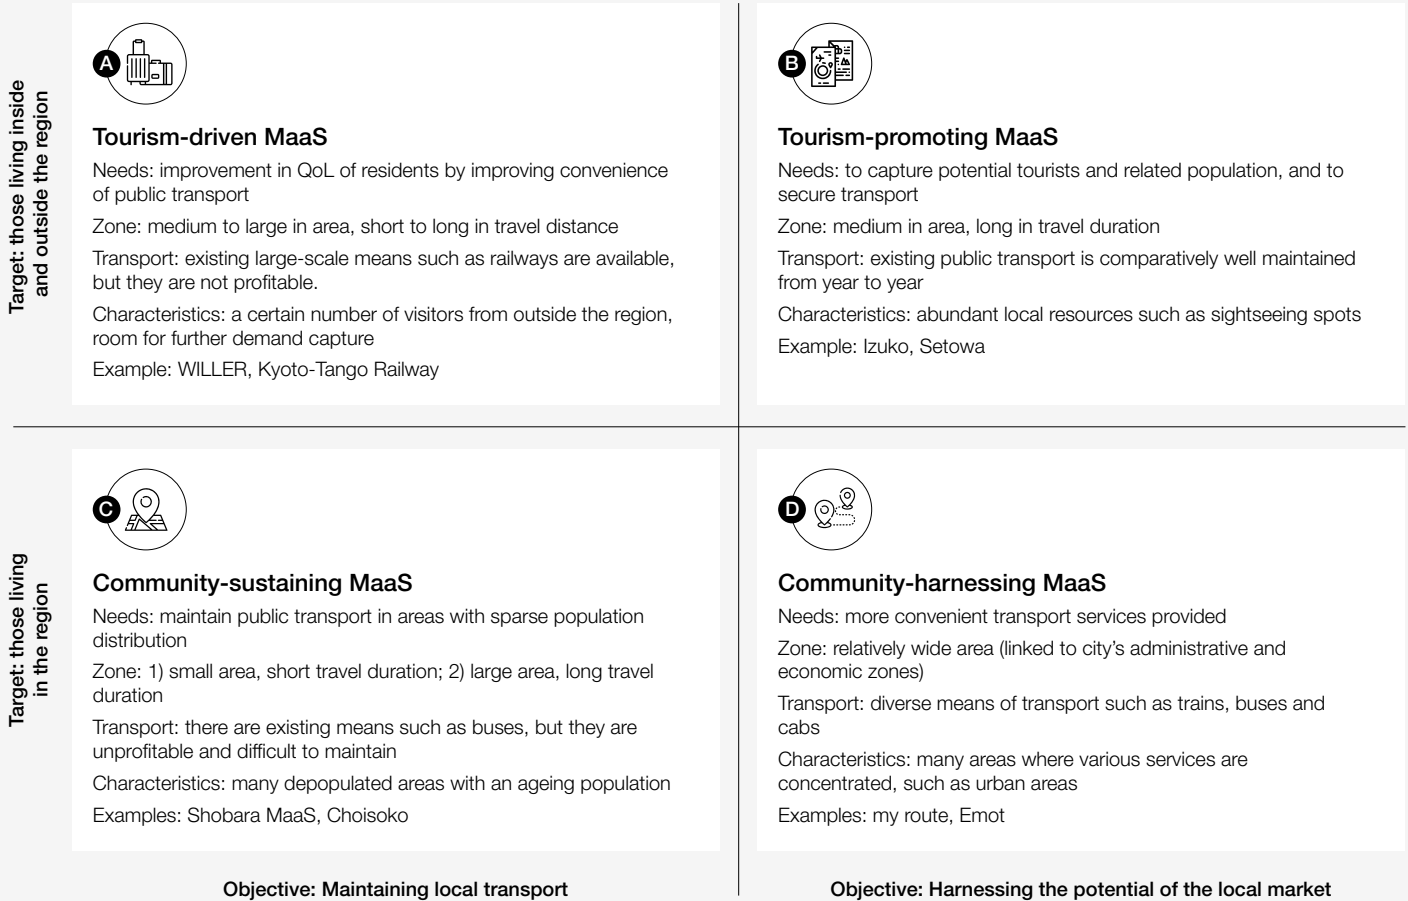 Target: those living inside
and outside the region
A
Tourism-driven MaaS
Needs: improvement in QoL of residents by improving convenience
of public transport
Zone: medium to large in area, short to long in travel distance
Transport: existing large-scale means such as railways are available,
but they are not profitable.
Characteristics: a certain number of visitors from outside the region,
room for further demand capture
Example: WILLER, Kyoto-Tango Railway
B
Tourism-promoting MaaS
Needs: to capture potential tourists and related population, and to
secure transport
Zone: medium in area, long in travel duration
Transport: existing public transport is comparatively well maintained
from year to year
Characteristics: abundant local resources such as sightseeing spots
Example: Izuko, Setowa
Target: those living
in the region
C
Community-sustaining MaaS
Needs: maintain public transport in areas with sparse population
distribution
Zone: 1) small area, short travel duration; 2) large area, long travel
duration
Transport: there are existing means such as buses, but they are
unprofitable and difficult to maintain
Characteristics: many depopulated areas with an ageing population
Examples: Shobara MaaS, Choisoko
D
Community-harnessing MaaS
Needs: more convenient transport services provided
Zone: relatively wide area (linked to city's administrative and
economic zones)
Transport: diverse means of transport such as trains, buses and
cabs
Characteristics: many areas where various services are
concentrated, such as urban areas
Examples: my route, Emot
Objective: Maintaining local transport
Objective: Harnessing the potential of the local market